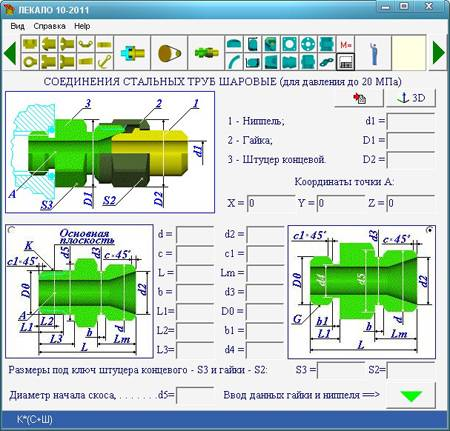 ЛЕКАЛО 10-2011
Вид Справка Help
M=
СОЕДИНЕНИЯ СТАЛЬНЫХ ТРУБ ШАРОВЫЕ (для давления до 20 МПа)
3 2 1
A S3 D1 S2 D2 d1
3D
1 - Ниппель; d1 =
2 - Гайка; D1 =
3 - Штуцер концевой. D2 =
Координаты точки А:
X = 0 Y = 0 Z = 0
Основная
плоскость
K d5 d3
c1×45° c×45°
D0 d2
A
L2 b d
L1 Lm
L3
L
d = d2 =
c = c1 =
L = Lm =
b = d3 =
L1= D0 =
L2= b1 =
L3= d4 =
c1×45° d3 c×45°
D0 d4 d5 d2
G b1 b d
L1 Lm
L
Размеры под ключ штуцера концевого - S3 и гайки - S2: S3 = S2=
Диаметр начала скоса, . . . . . . . .d5= Ввод данных гайки и ниппеля ==>
K*(С+Ш)